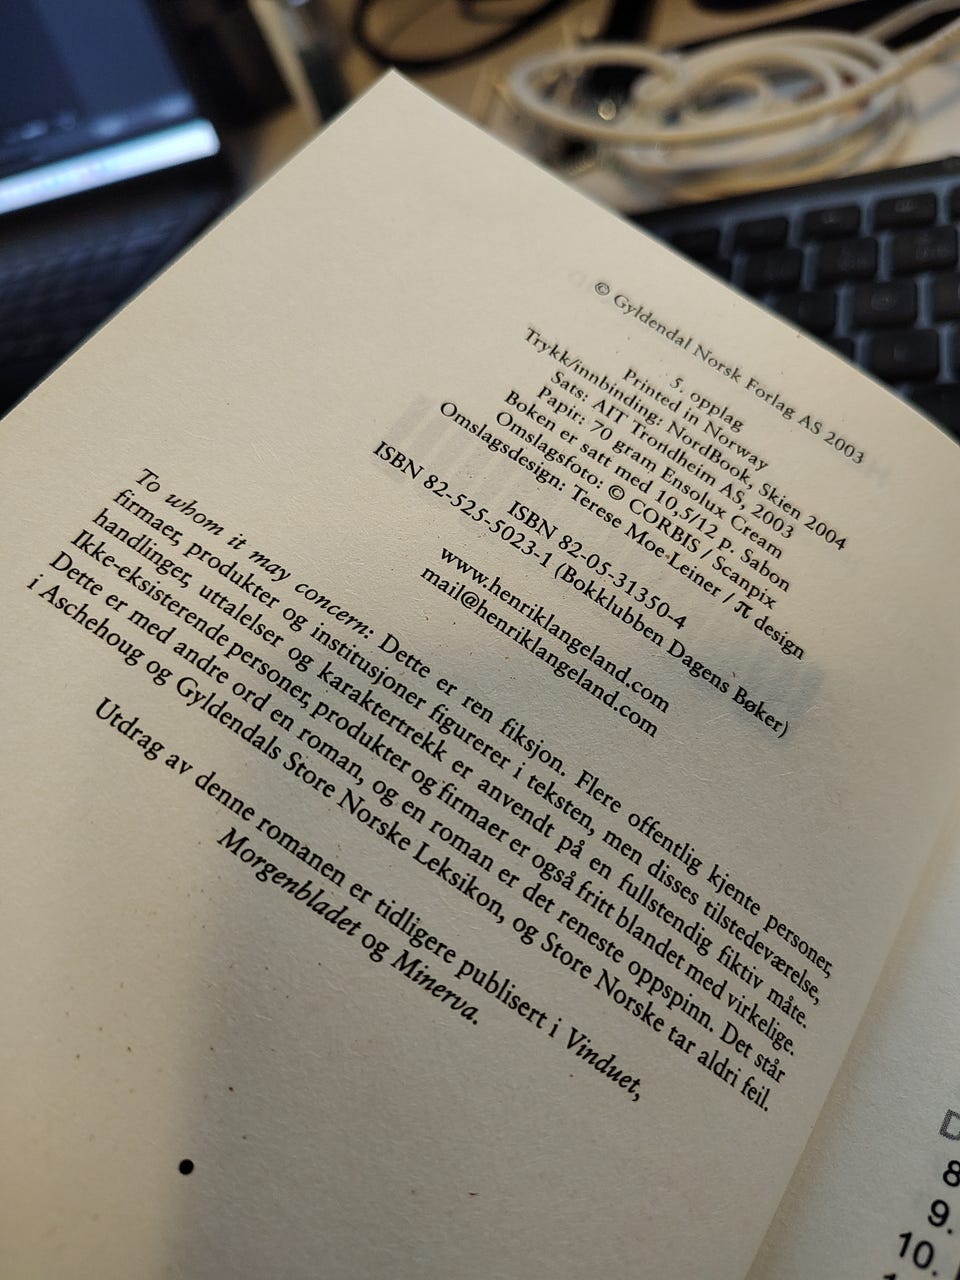 © Gyldendal Norsk Forlag AS 2003
5. opplag
Printed in Norway
Trykk/innbinding: NordBook, Skien 2004
Sats: AIT Trondheim AS, 2003
Papir: 70 gram Ensolux Cream
Boken er satt med 10,5/12 p. Sabon
Omslagsfoto: © CORBIS / Scanpix
Omslagsdesign: Terese Moe-Leiner / π design
ISBN 82-05-31350-4
ISBN 82-525-5023-1 (Bokklubben Dagens Bøker)
www.henriklangeland.com
mail@henriklangeland.com
To whom it may concern: Dette er ren fiksjon. Flere offentlig kjente personer,
firmaer, produkter og institusjoner figurerer i teksten, men disses tilstedeværelse,
handlinger, uttalelser og karaktertrekk er anvendt på en fullstendig fiktiv måte.
Ikke-eksisterende personer, produkter og firmaer er også fritt blandet med virkelige.
Dette er med andre ord en roman, og en roman er det reneste oppspinn. Det står
i Aschehoug og Gyldendals Store Norske Leksikon, og Store Norske tar aldri feil.
Utdrag av denne romanen er tidligere publisert i Vinduet,
Morgenbladet og Minerva.
8
9.
10.